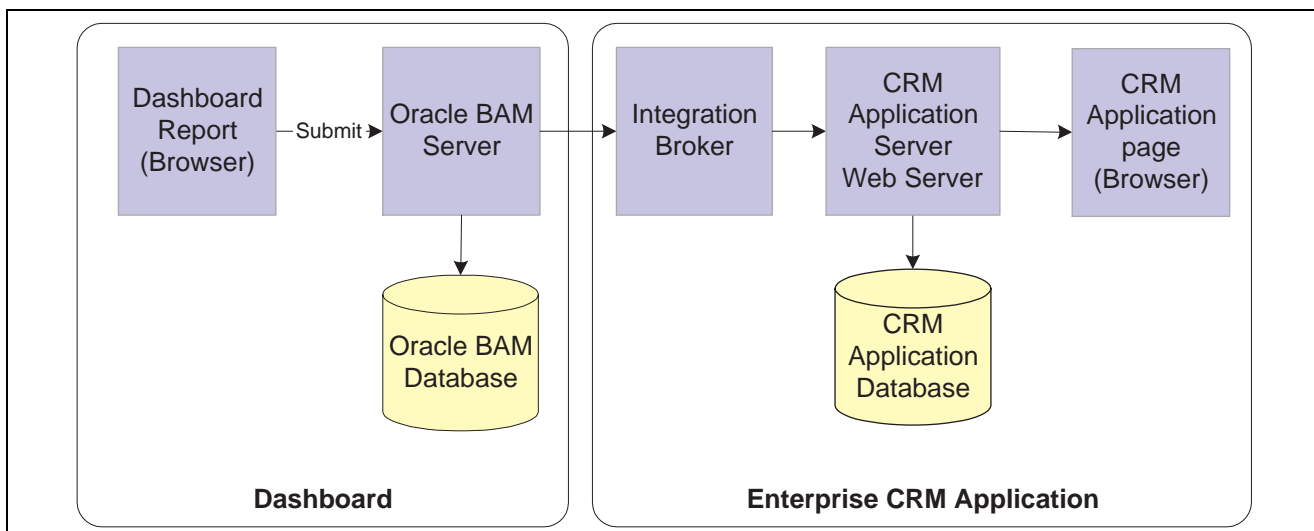 Dashboard
Report
(Browser)
Submit
Oracle BAM
Server
Integration
Broker
CRM
Application
Server
Web Server
CRM
Application
page
(Browser)
Oracle BAM
Database
CRM
Application
Database
Dashboard
Enterprise CRM Application